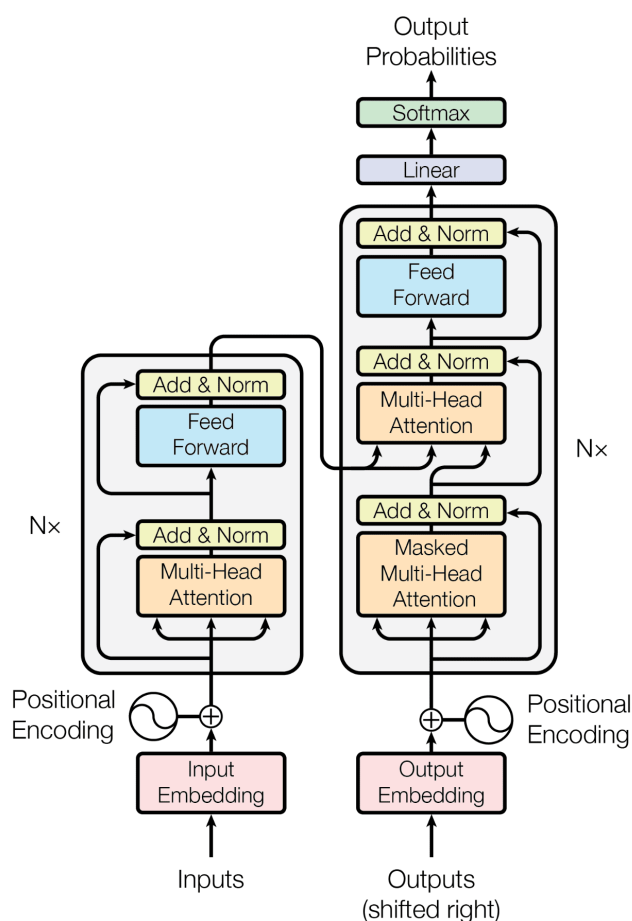 Output
Probabilities
Softmax
Linear
Add & Norm
Feed
Forward
Add & Norm
Multi-Head
Attention
Add & Norm
Masked
Multi-Head
Attention
N×
Add & Norm
Feed
Forward
Add & Norm
Multi-Head
Attention
N×
Positional
Encoding
Positional
Encoding
Input
Embedding
Output
Embedding
Inputs
Outputs
(shifted right)